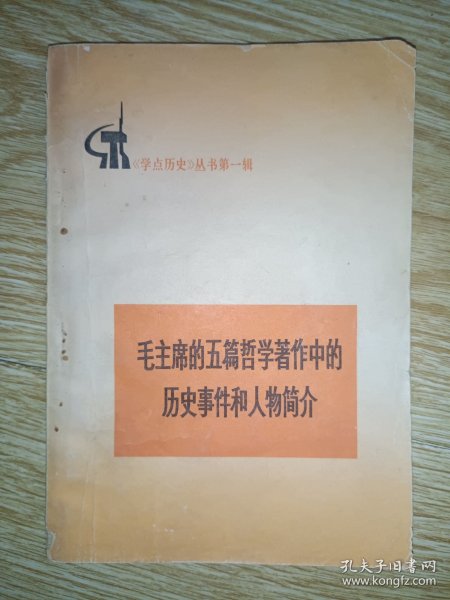 《学点历史》丛书第一辑
毛主席的五篇哲学著作中的
历史事件和人物简介
孔夫子旧书网
www.kongfz.com